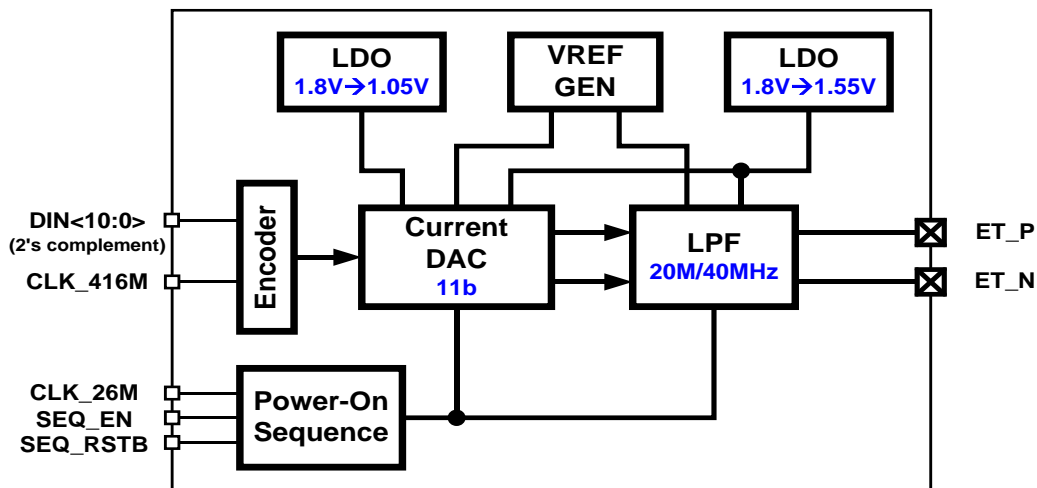 LDO
1.8V→1.05V
VREF
GEN
LDO
1.8V→1.55V
DIN<10:0>
(2's complement)
CLK_416M
Encoder
Current
DAC
11b
LPF
20M/40MHz
ET_P
ET_N
CLK_26M
SEQ_EN
SEQ_RSTB
Power-On
Sequence